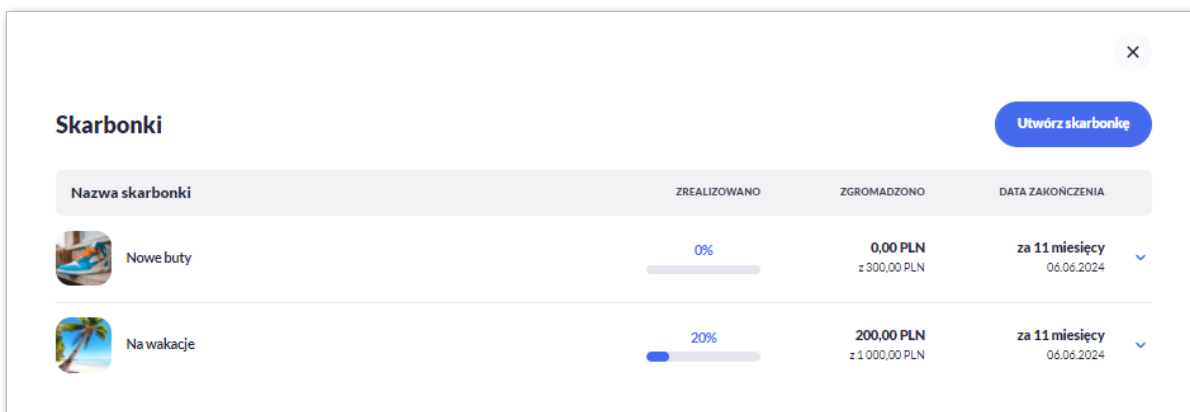 Skarbonki
Utwórz skarbonkę
Nazwa skarbonki ZREALIZOWANO ZGROMADZONO DATA ZAKOŃCZENIA
Nowe buty 0% 0,00 PLN za 11 miesięcy
z 300,00 PLN 06.06.2024
Na wakacje 20% 200,00 PLN za 11 miesięcy
z 1 000,00 PLN 06.06.2024